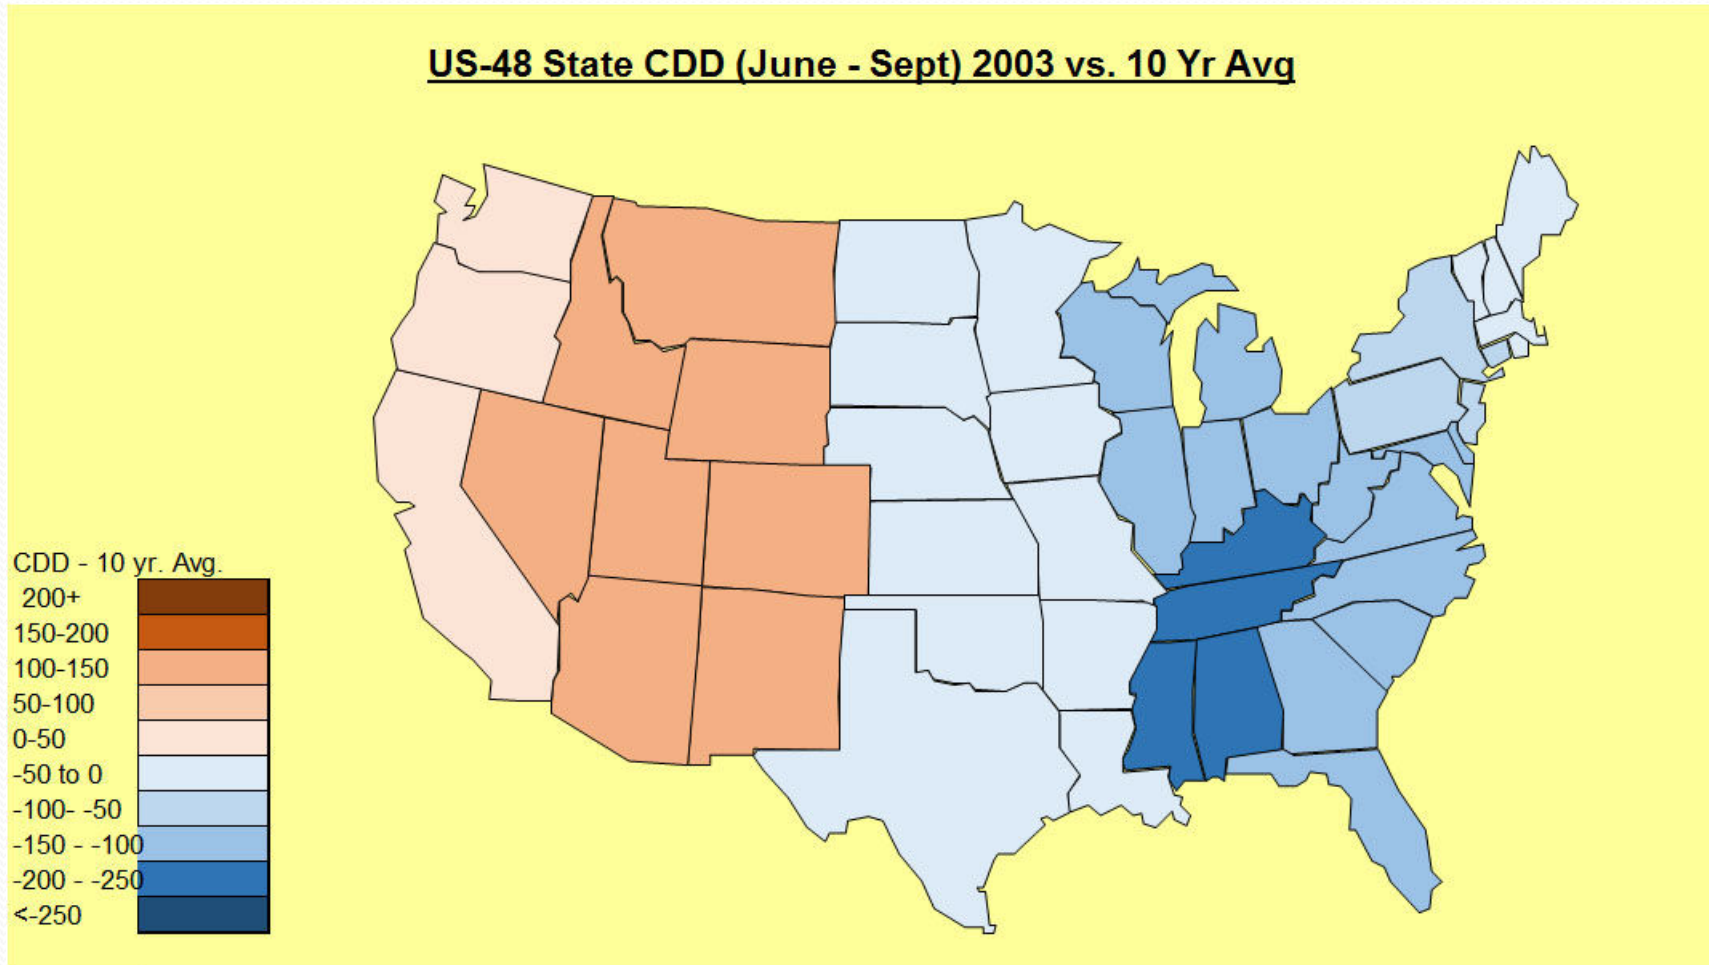 US-48 State CDD (June - Sept) 2003 vs. 10 Yr Avg
CDD - 10 yr. Avg.
200+
150-200
100-150
50-100
0-50
-50 to 0
-100- -50
-150 - -100
-200 - -250
<-250